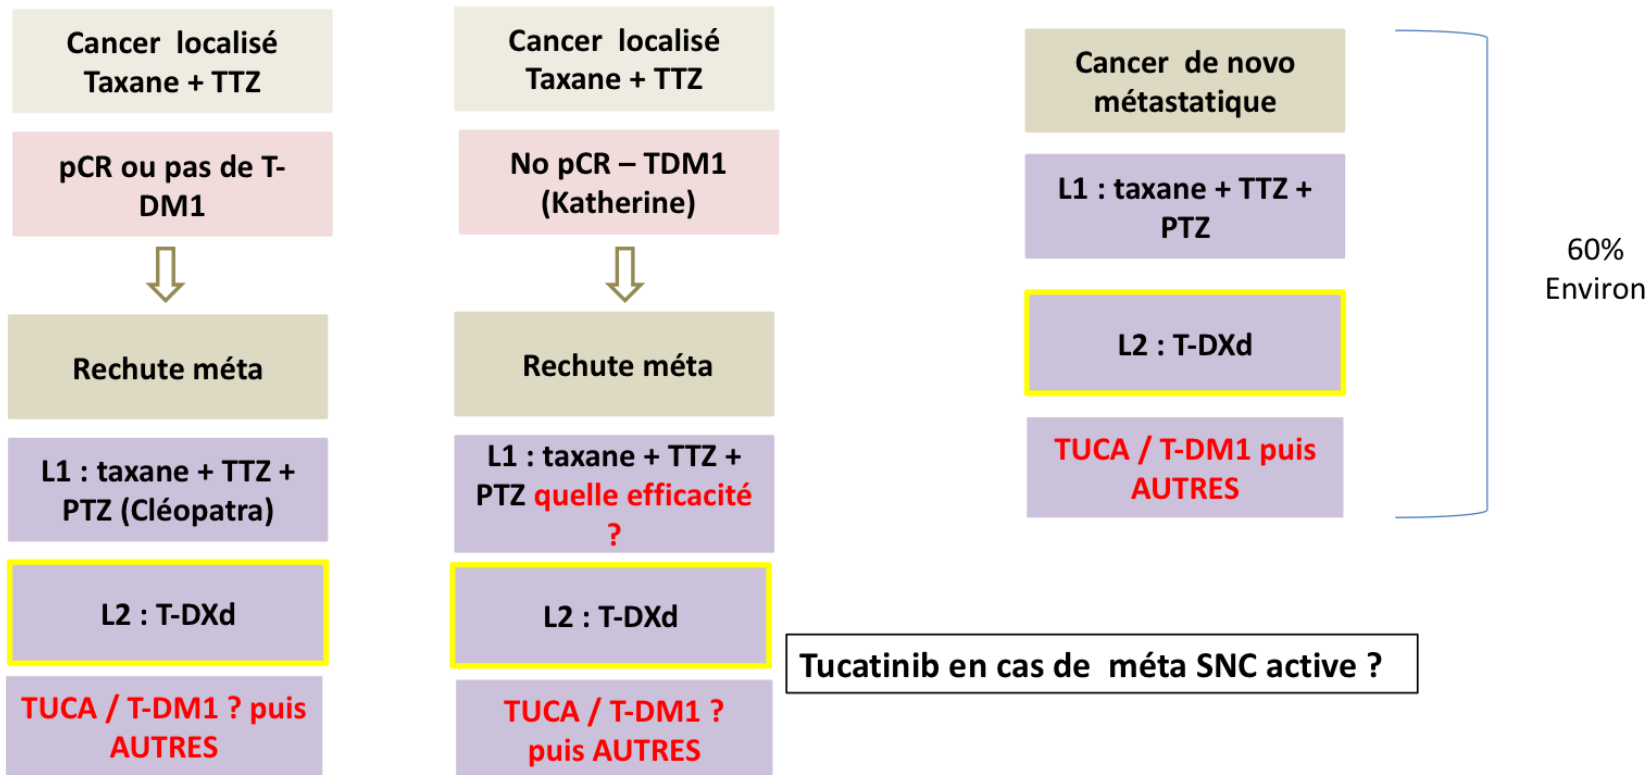 Cancer localisé
Taxane + TTZ
pCR ou pas de T-
DM1
Rechute méta
L1 : taxane + TTZ +
PTZ (Cléopatra)
L2 : T-DXd
TUCA / T-DM1 ? puis
AUTRES
Cancer localisé
Taxane + TTZ
No pCR – TDM1
(Katherine)
Rechute méta
L1 : taxane + TTZ +
PTZ quelle efficacité
?
L2 : T-DXd
TUCA / T-DM1 ?
puis AUTRES
Cancer de novo
métastatique
L1 : taxane + TTZ +
PTZ
L2 : T-DXd
TUCA / T-DM1 puis
AUTRES
60%
Environ
Tucatinib en cas de méta SNC active ?